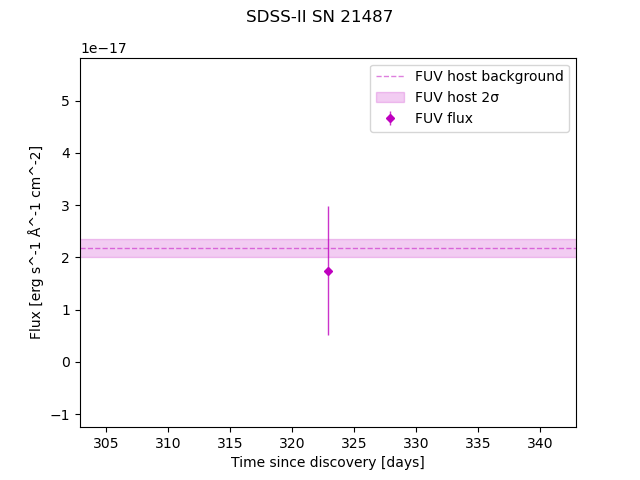 SDSS-II SN 21487
1e−17
FUV host background
FUV host 2σ
FUV flux
5
4
3
2
1
0
−1
Flux [erg s^-1 Å^-1 cm^-2]
305 310 315 320 325 330 335 340
Time since discovery [days]